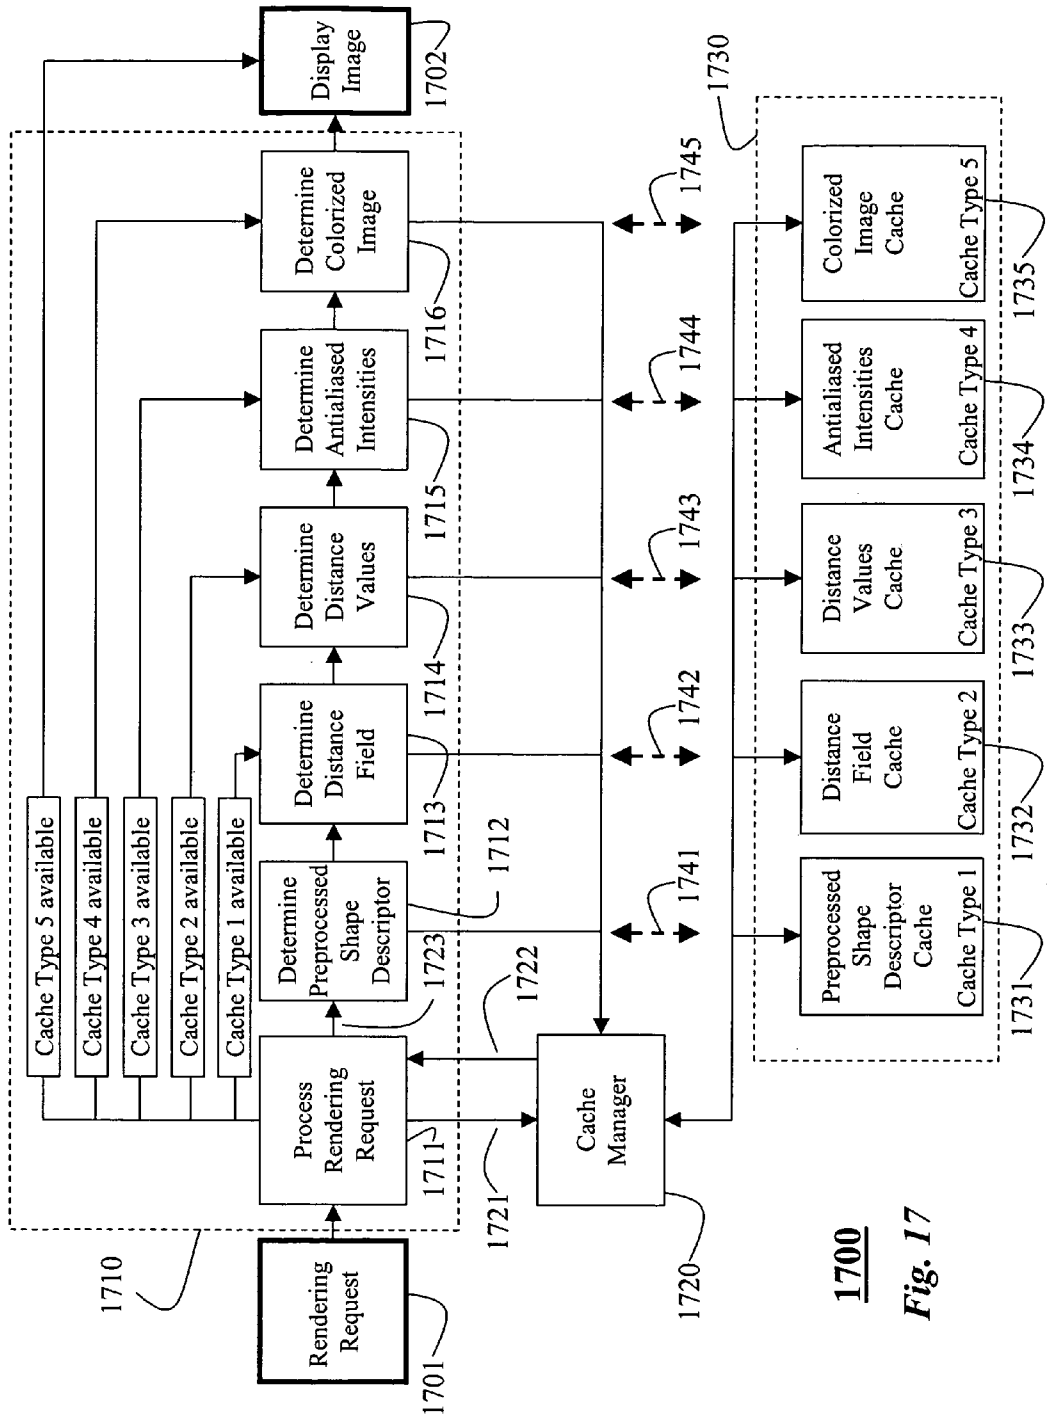 1710
Cache Type 5 available
Cache Type 4 available
Cache Type 3 available
Cache Type 2 available
Cache Type 1 available
Rendering
Request
1701
Process
Rendering
Request
1711
1723
Determine
Preprocessed
Shape
Descriptor
1712
Determine
Distance
Field
1713
Determine
Distance
Values
1714
Determine
Antialiased
Intensities
1715
Determine
Colorized
Image
1716
Display
Image
1702
1721
1722
Cache
Manager
1720
1741
1742
1743
1744
1745
1730
Preprocessed
Shape
Descriptor
Cache
Cache Type 1
1731
Distance
Field
Cache
Cache Type 2
1732
Distance
Values
Cache
Cache Type 3
1733
Antialiased
Intensities
Cache
Cache Type 4
1734
Colorized
Image
Cache
Cache Type 5
1735
1700
Fig. 17